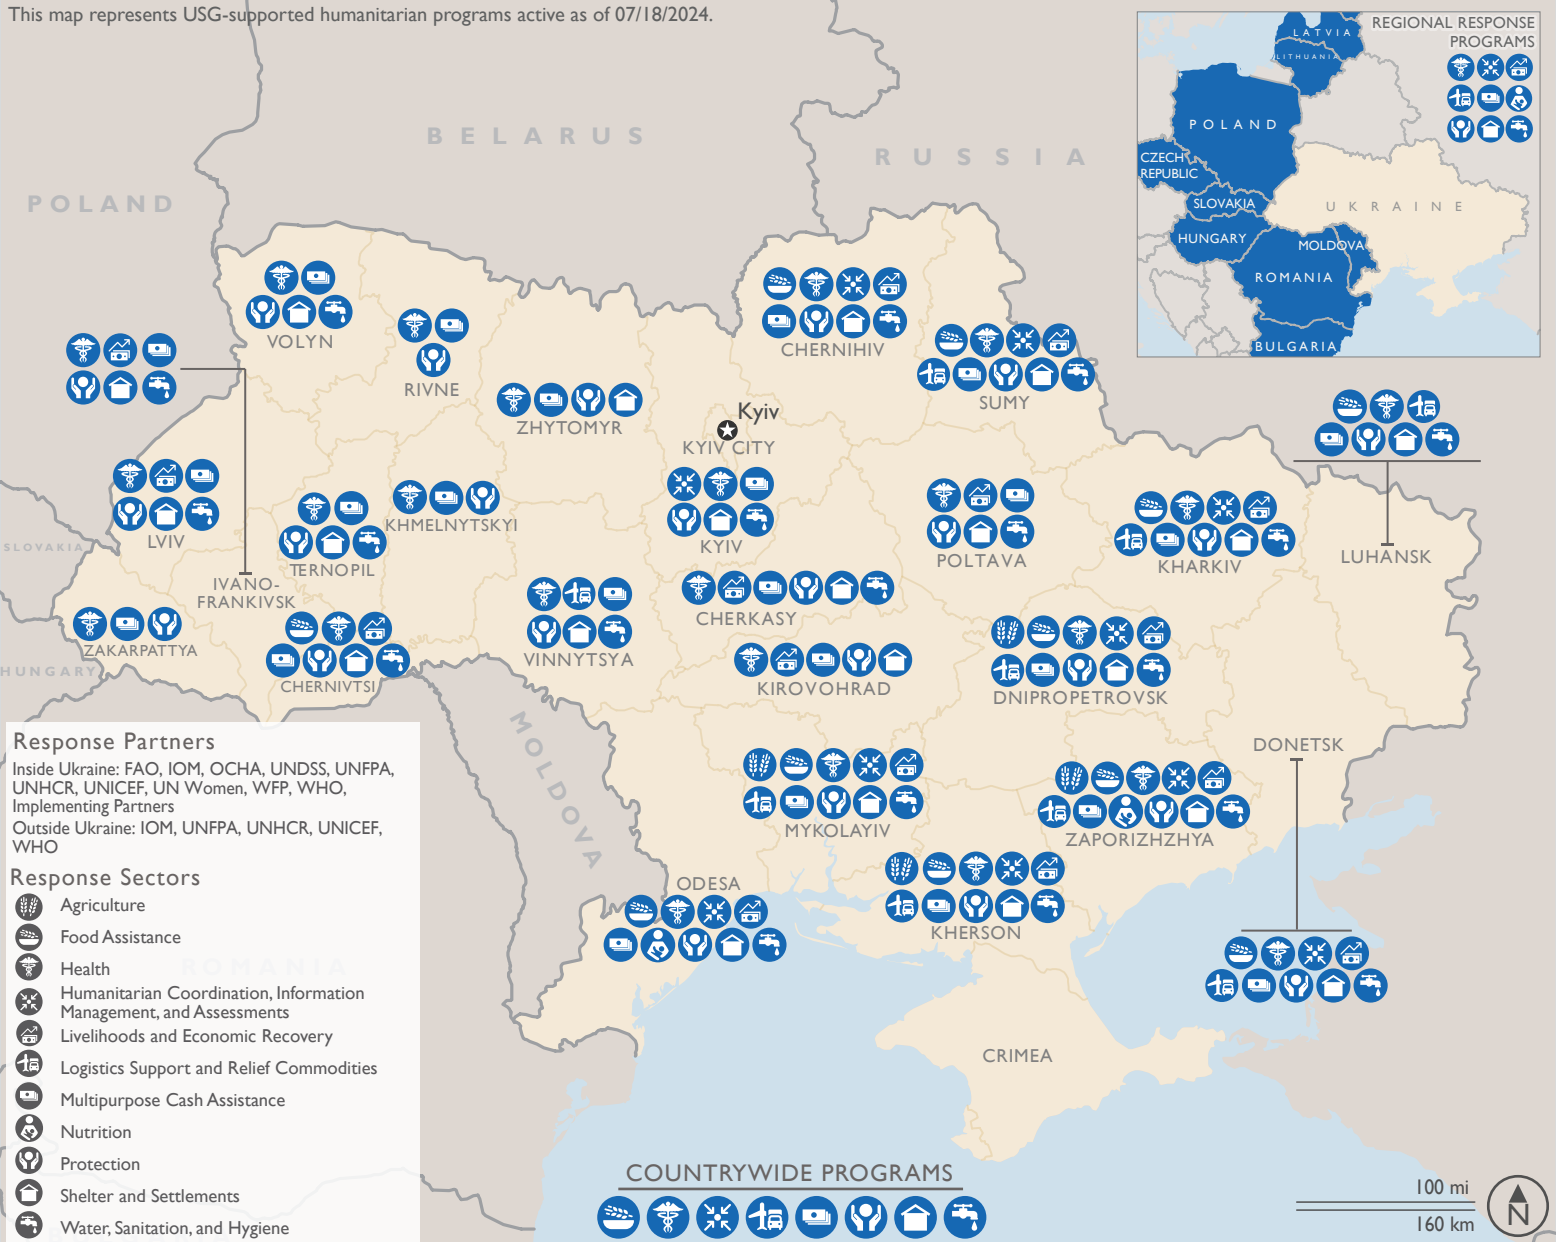 This map represents USG-supported humanitarian programs active as of 07/18/2024.
REGIONAL RESPONSE
PROGRAMS
LATVIA
LITHUANIA
POLAND
CZECH
REPUBLIC
SLOVAKIA
HUNGARY
MOLDOVA
ROMANIA
BULGARIA
UKRAINE
BELARUS
RUSSIA
POLAND
VOLYN
RIVNE
ZHYTOMYR
CHERNIHIV
SUMY
Kyiv
KYIV CITY
KYIV
LVIV
TERNOPIL
KHMELNYTSKYI
IVANO-
FRANKIVSK
SLOVAKIA
ZAKARPATTYA
HUNGARY
CHERNIVTSI
VINNYTSYA
CHERKASY
POLTAVA
KHARKIV
LUHANSK
KIROVOHRAD
DNIPROPETROVSK
DONETSK
MOLDOVA
MYKOLAYIV
ZAPORIZHZHYA
ODESA
KHERSON
CRIMEA
Response Partners
Inside Ukraine: FAO, IOM, OCHA, UNDSS, UNFPA,
UNHCR, UNICEF, UN Women, WFP, WHO,
Implementing Partners
Outside Ukraine: IOM, UNFPA, UNHCR, UNICEF,
WHO
Response Sectors
Agriculture
Food Assistance
Health
ROMANIA
Humanitarian Coordination, Information
Management, and Assessments
Livelihoods and Economic Recovery
Logistics Support and Relief Commodities
Multipurpose Cash Assistance
Nutrition
Protection
Shelter and Settlements
Water, Sanitation, and Hygiene
COUNTRYWIDE PROGRAMS
100 mi
160 km
N